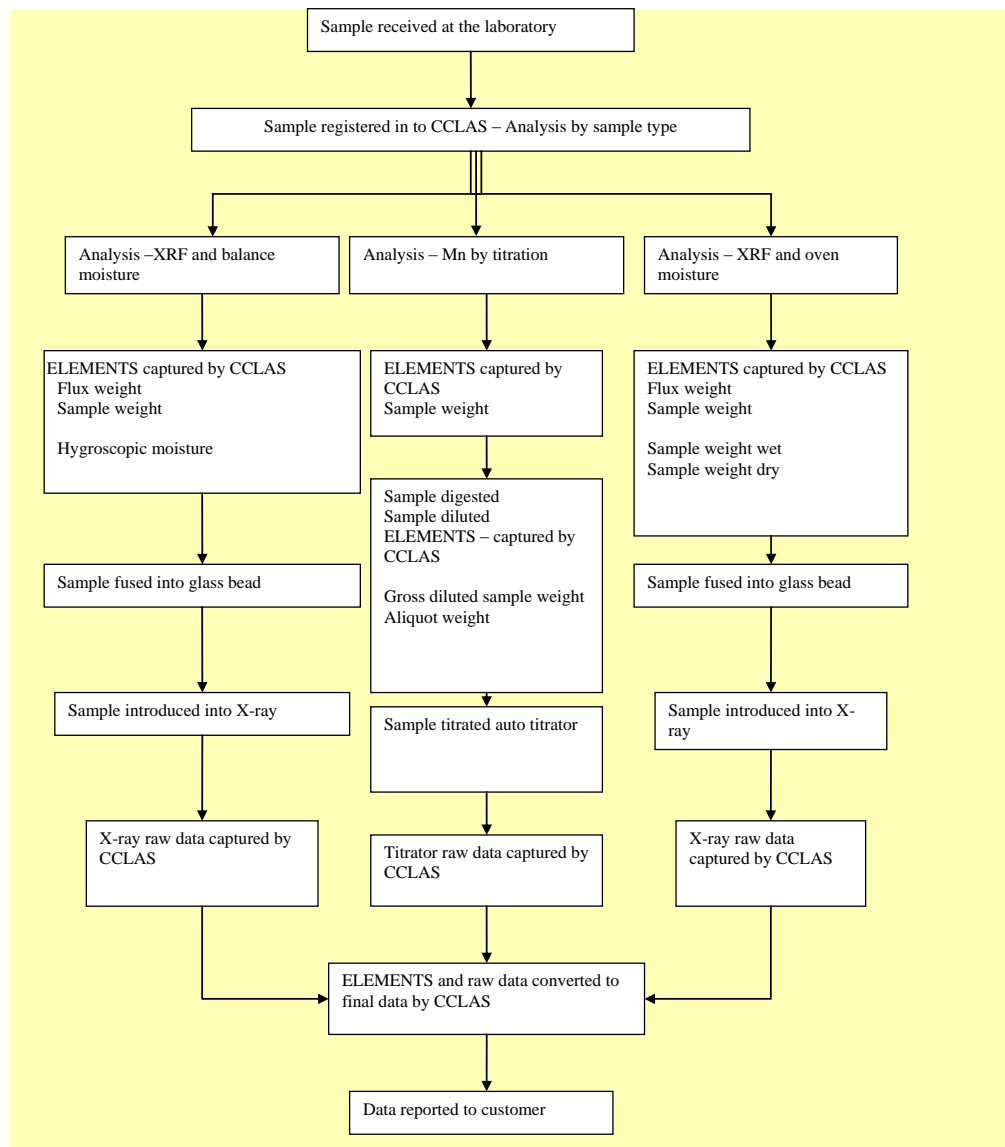 Sample received at the laboratory
Sample registered in to CCLAS – Analysis by sample type
Analysis –XRF and balance
moisture
Analysis – Mn by titration
Analysis – XRF and oven
moisture
ELEMENTS captured by CCLAS
Flux weight
Sample weight
Hygroscopic moisture
ELEMENTS captured by
CCLAS
Sample weight
ELEMENTS captured by CCLAS
Flux weight
Sample weight
Sample weight wet
Sample weight dry
Sample digested
Sample diluted
ELEMENTS – captured by
CCLAS
Gross diluted sample weight
Aliquot weight
Sample fused into glass bead
Sample fused into glass bead
Sample introduced into X-ray
Sample titrated auto titrator
Sample introduced into X-
ray
X-ray raw data captured by
CCLAS
Titrator raw data captured by
CCLAS
X-ray raw data
captured by CCLAS
ELEMENTS and raw data converted to
final data by CCLAS
Data reported to customer